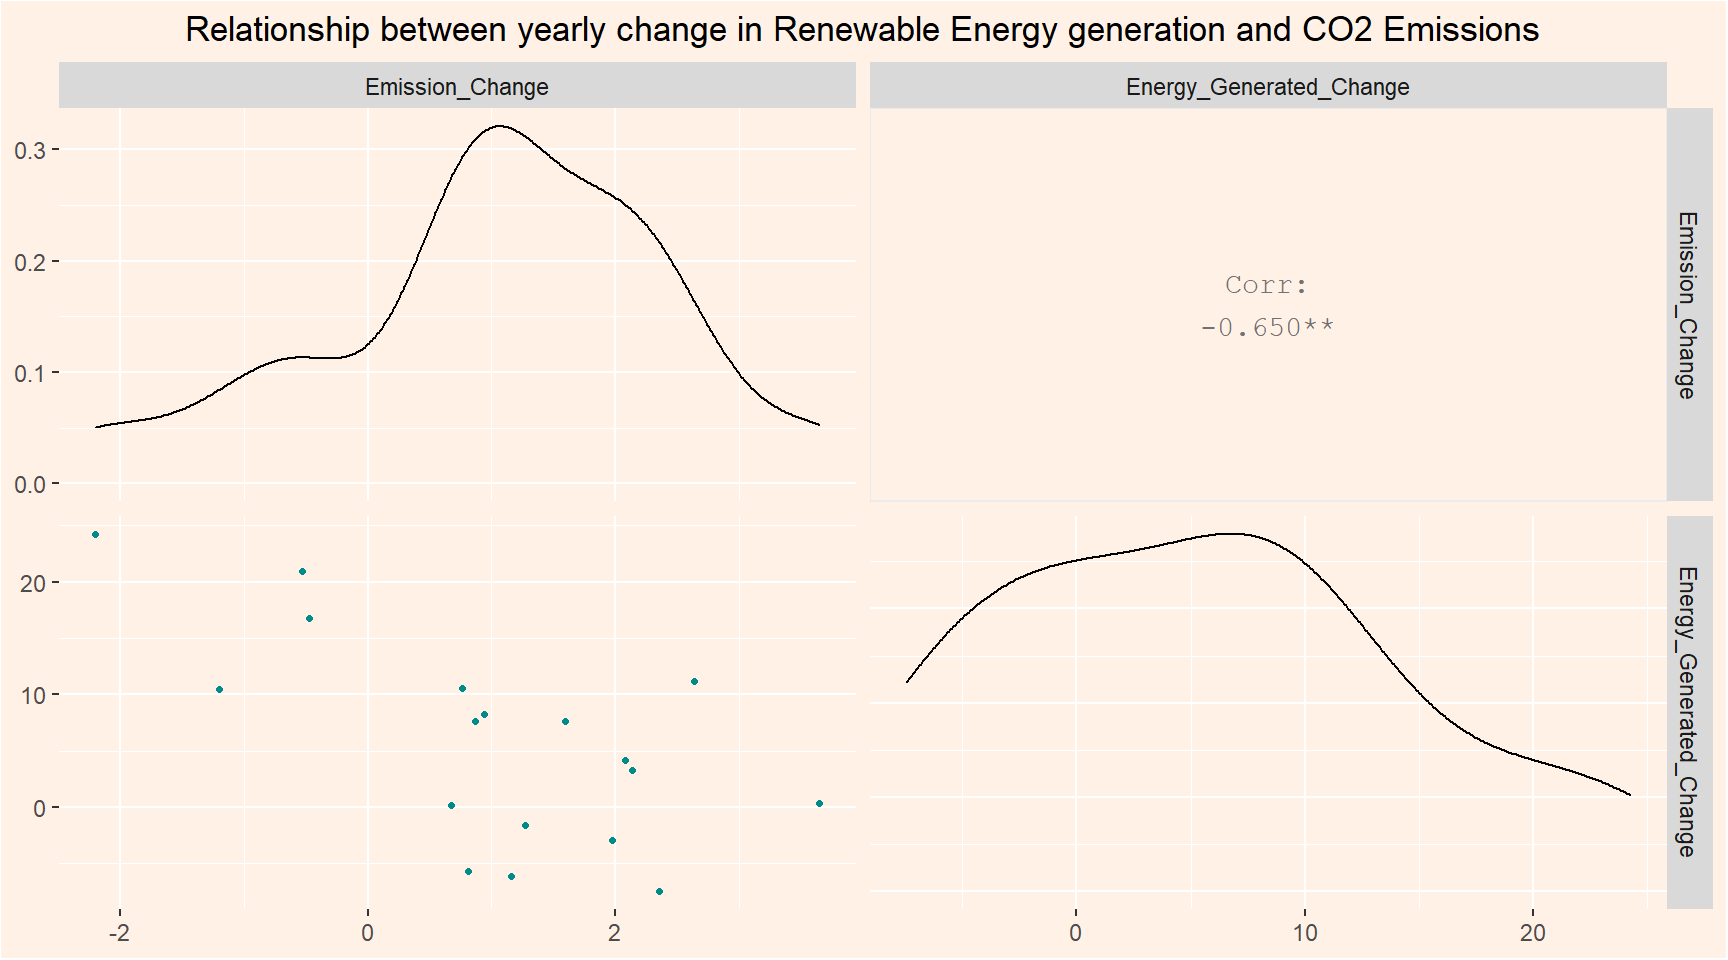 Relationship between yearly change in Renewable Energy generation and CO2 Emissions
Emission_Change
Energy_Generated_Change
0.3
0.2
0.1
0.0
Corr:
-0.650**
Emission_Change
20
10
0
Energy_Generated_Change
-2
0
2
0
10
20